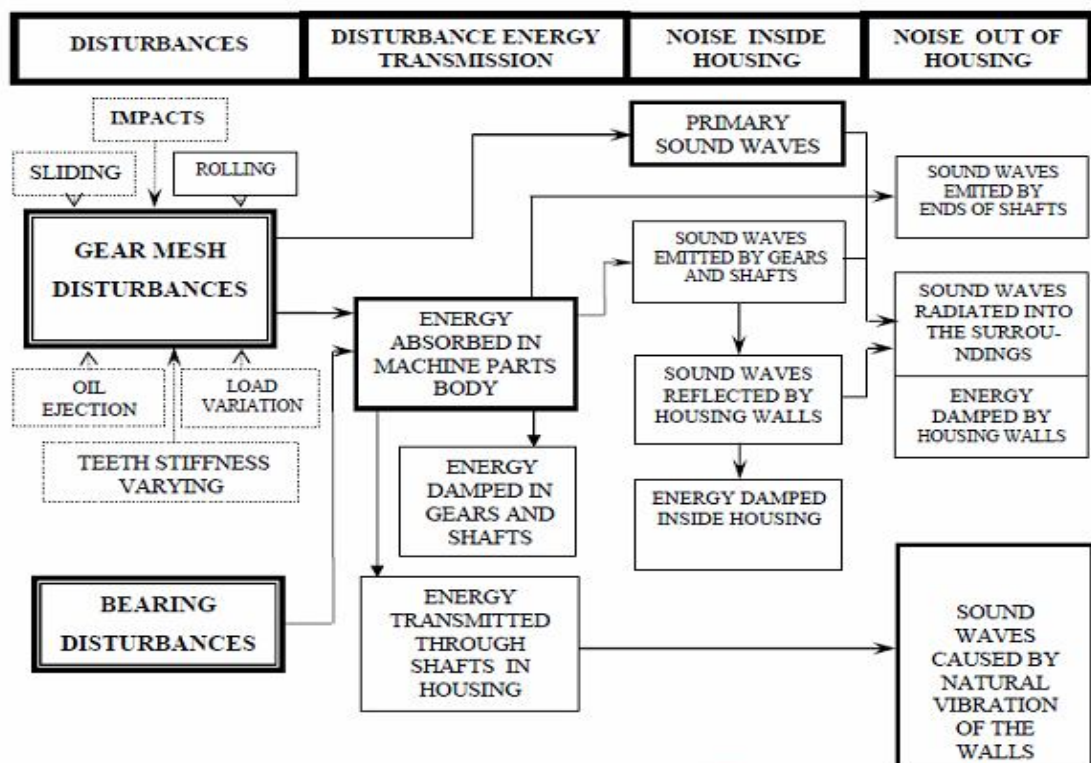 DISTURBANCES
DISTURBANCE ENERGY
TRANSMISSION
NOISE INSIDE
HOUSING
NOISE OUT OF
HOUSING
IMPACTS
SLIDING
ROLLING
GEAR MESH
DISTURBANCES
OIL
EJECTION
LOAD
VARIATION
TEETH STIFFNESS
VARYING
BEARING
DISTURBANCES
ENERGY
ABSORBED IN
MACHINE PARTS
BODY
ENERGY
DAMPED IN
GEARS AND
SHAFTS
ENERGY
TRANSMITTED
THROUGH
SHAFTS IN
HOUSING
PRIMARY
SOUND WAVES
SOUND WAVES
EMITTED BY GEARS
AND SHAFTS
SOUND WAVES
REFLECTED BY
HOUSING WALLS
ENERGY DAMPED
INSIDE HOUSING
SOUND WAVES
EMITED BY
ENDS OF SHAFTS
SOUND WAVES
RADIATED INTO
THE SURROU-
NDINGS
ENERGY
DAMPED BY
HOUSING WALLS
SOUND
WAVES
CAUSED BY
NATURAL
VIBRATION
OF THE
WALLS